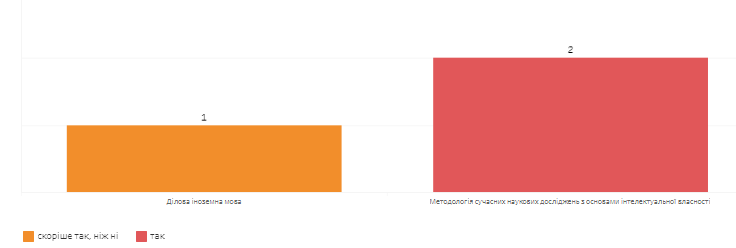 2
1
Ділова іноземна мова
Методологія сучасних наукових досліджень з основами інтелектуальної власності
скоріше так, ніж ні
так